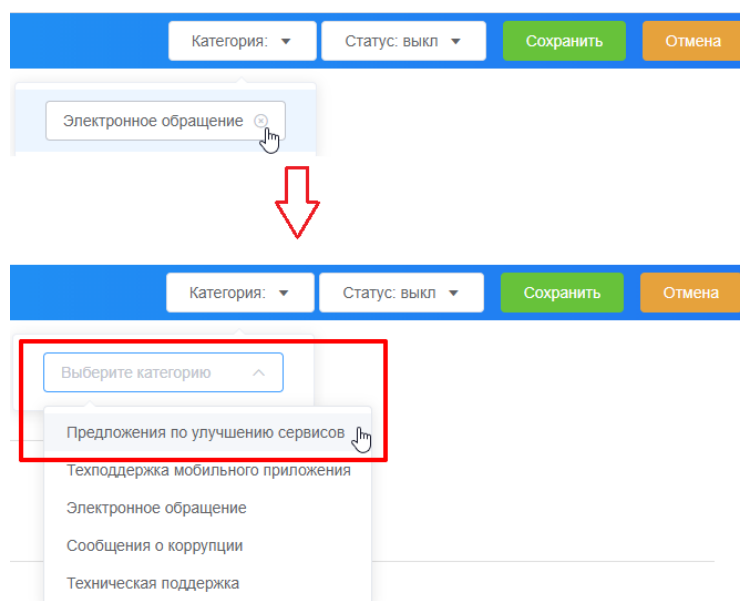 Категория: Статус: выкл Сохранить Отмена
Электронное обращение
Категория: Статус: выкл Сохранить Отмена
Выберите категорию
Предложения по улучшению сервисов
Техподдержка мобильного приложения
Электронное обращение
Сообщения о коррупции
Техническая поддержка